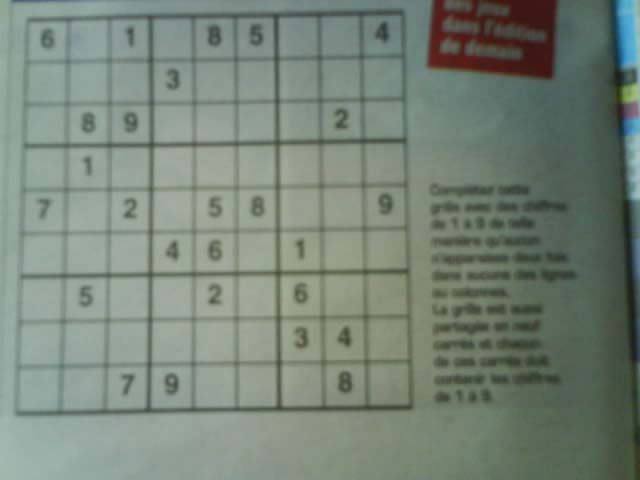 6 1 8 5 4
3
8 9 2
1
7 2 5 8 9
4 6 1
5 2 6
3 4
7 9 8
des jeux
dans l'édition
de demain
Complétez cette
grille avec des chiffres
de 1 à 9 de telle
manière qu'aucun
n'apparaisse deux fois
dans aucune des lignes
ou colonnes.
La grille est aussi
partagée en neuf
carrés et chacun
de ces carrés doit
contenir les chiffres
de 1 à 9.